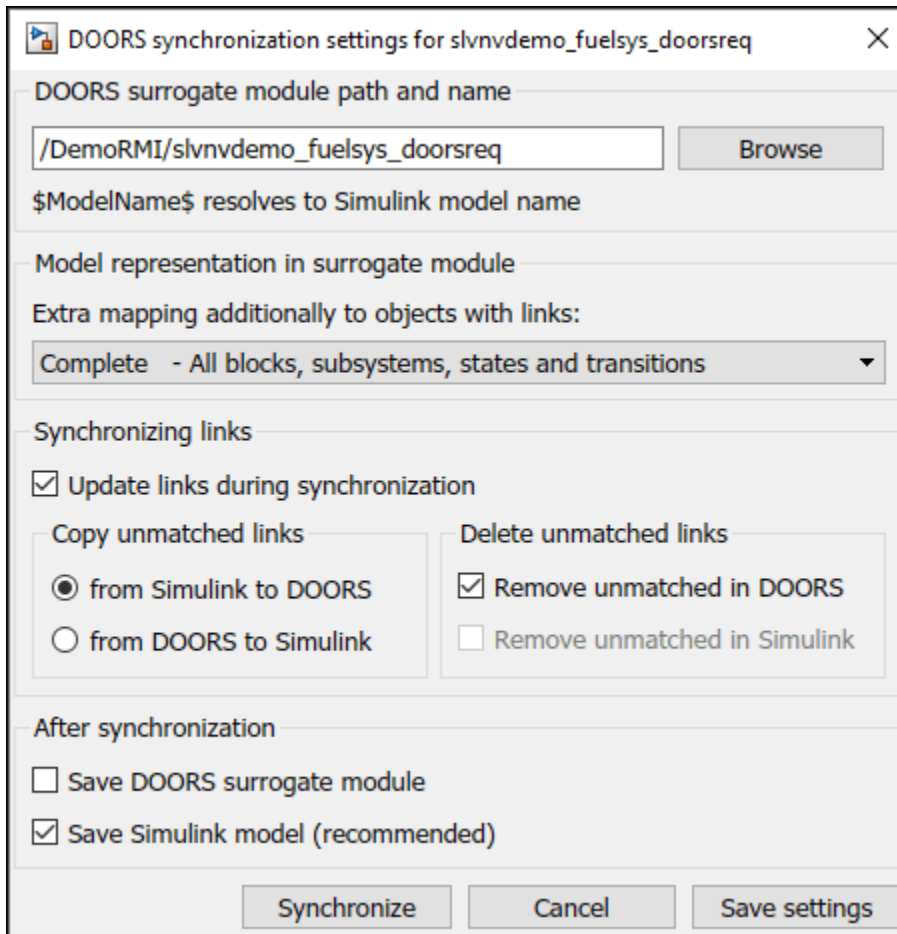 DOORS synchronization settings for slvnvdemo_fuelsys_doorsreq
DOORS surrogate module path and name
/DemoRMI/slvnvdemo_fuelsys_doorsreq Browse
$ModelName$ resolves to Simulink model name
Model representation in surrogate module
Extra mapping additionally to objects with links:
Complete - All blocks, subsystems, states and transitions
Synchronizing links
Update links during synchronization
Copy unmatched links
from Simulink to DOORS
from DOORS to Simulink
Delete unmatched links
Remove unmatched in DOORS
Remove unmatched in Simulink
After synchronization
Save DOORS surrogate module
Save Simulink model (recommended)
Synchronize Cancel Save settings